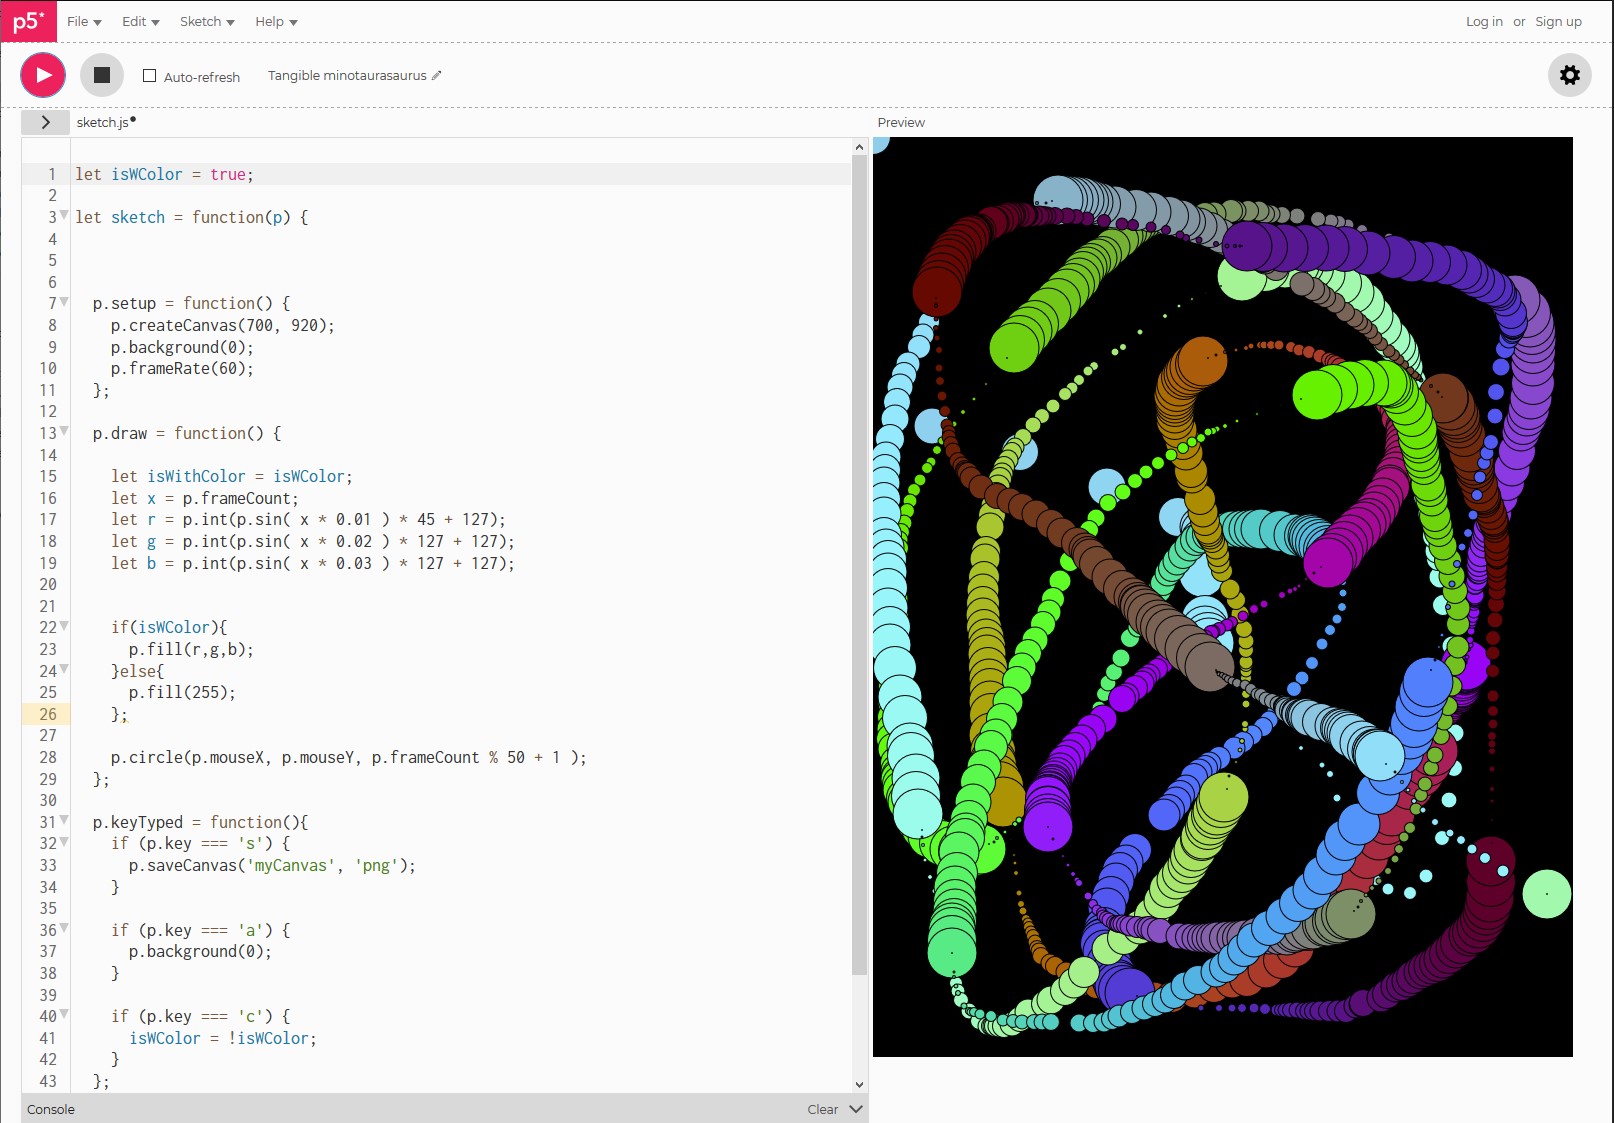 p5* File Edit Sketch Help Log in or Sign up
Auto-refresh Tangible minotaurasaurus
sketch.js Preview
1 let isWColor = true;
2
3 let sketch = function(p) {
4
5
6
7 p.setup = function() {
8 p.createCanvas(700, 920);
9 p.background(0);
10 p.frameRate(60);
11 };
12
13 p.draw = function() {
14
15 let isWithColor = isWColor;
16 let x = p.frameCount;
17 let r = p.int(p.sin( x * 0.01 ) * 45 + 127);
18 let g = p.int(p.sin( x * 0.02 ) * 127 + 127);
19 let b = p.int(p.sin( x * 0.03 ) * 127 + 127);
20
21
22 if(isWColor){
23 p.fill(r,g,b);
24 }else{
25 p.fill(255);
26 };
27
28 p.circle(p.mouseX, p.mouseY, p.frameCount % 50 + 1 );
29 };
30
31 p.keyTyped = function(){
32 if (p.key === 's') {
33 p.saveCanvas('myCanvas', 'png');
34 }
35
36 if (p.key === 'a') {
37 p.background(0);
38 }
39
40 if (p.key === 'c') {
41 isWColor = !isWColor;
42 }
43 };
Console Clear